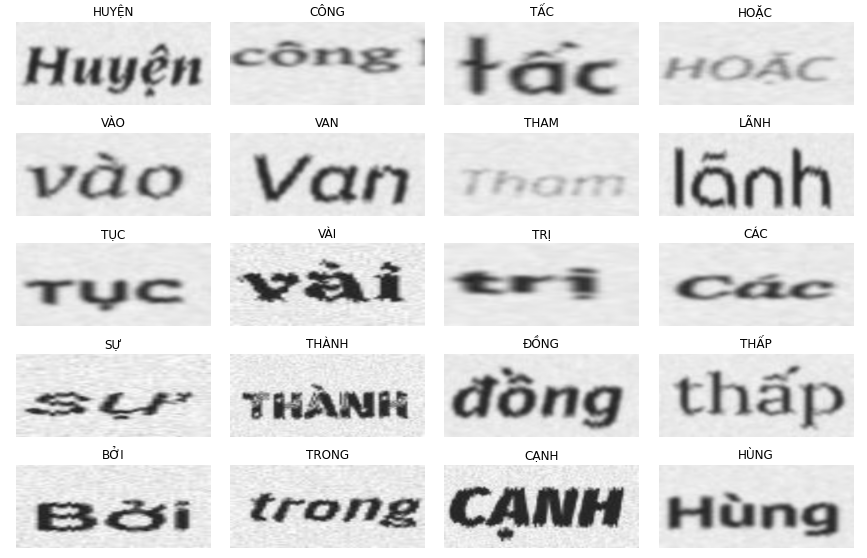 HUYỆN CÔNG TẤC HOẶC
Huyện công tấc HOẶC
VÀO VAN THAM LÃNH
vào Van Tham lãnh
TỤC VÀI TRỊ CÁC
TỤC vài trị Các
SỰ THÀNH ĐỒNG THẤP
sự THÀNH đồng thấp
BỞI TRONG CẠNH HÙNG
Bởi trong CẠNH Hùng